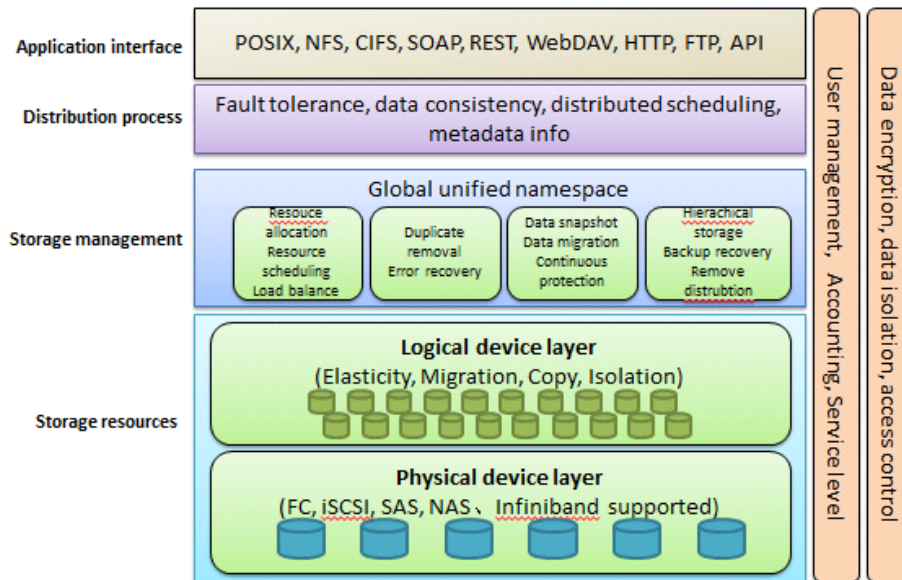 Application interface
POSIX, NFS, CIFS, SOAP, REST, WebDAV, HTTP, FTP, API
Distribution process
Fault tolerance, data consistency, distributed scheduling,
metadata info
Storage management
Global unified namespace
Resouce
allocation
Resource
scheduling
Load balance
Duplicate
removal
Error recovery
Data snapshot
Data migration
Continuous
protection
Hierachical
storage
Backup recovery
Remove
distrubtion
Storage resources
Logical device layer
(Elasticity, Migration, Copy, Isolation)
Physical device layer
(FC, iSCSI, SAS, NAS、Infiniband supported)
User management, Accounting, Service level
Data encryption, data isolation, access control